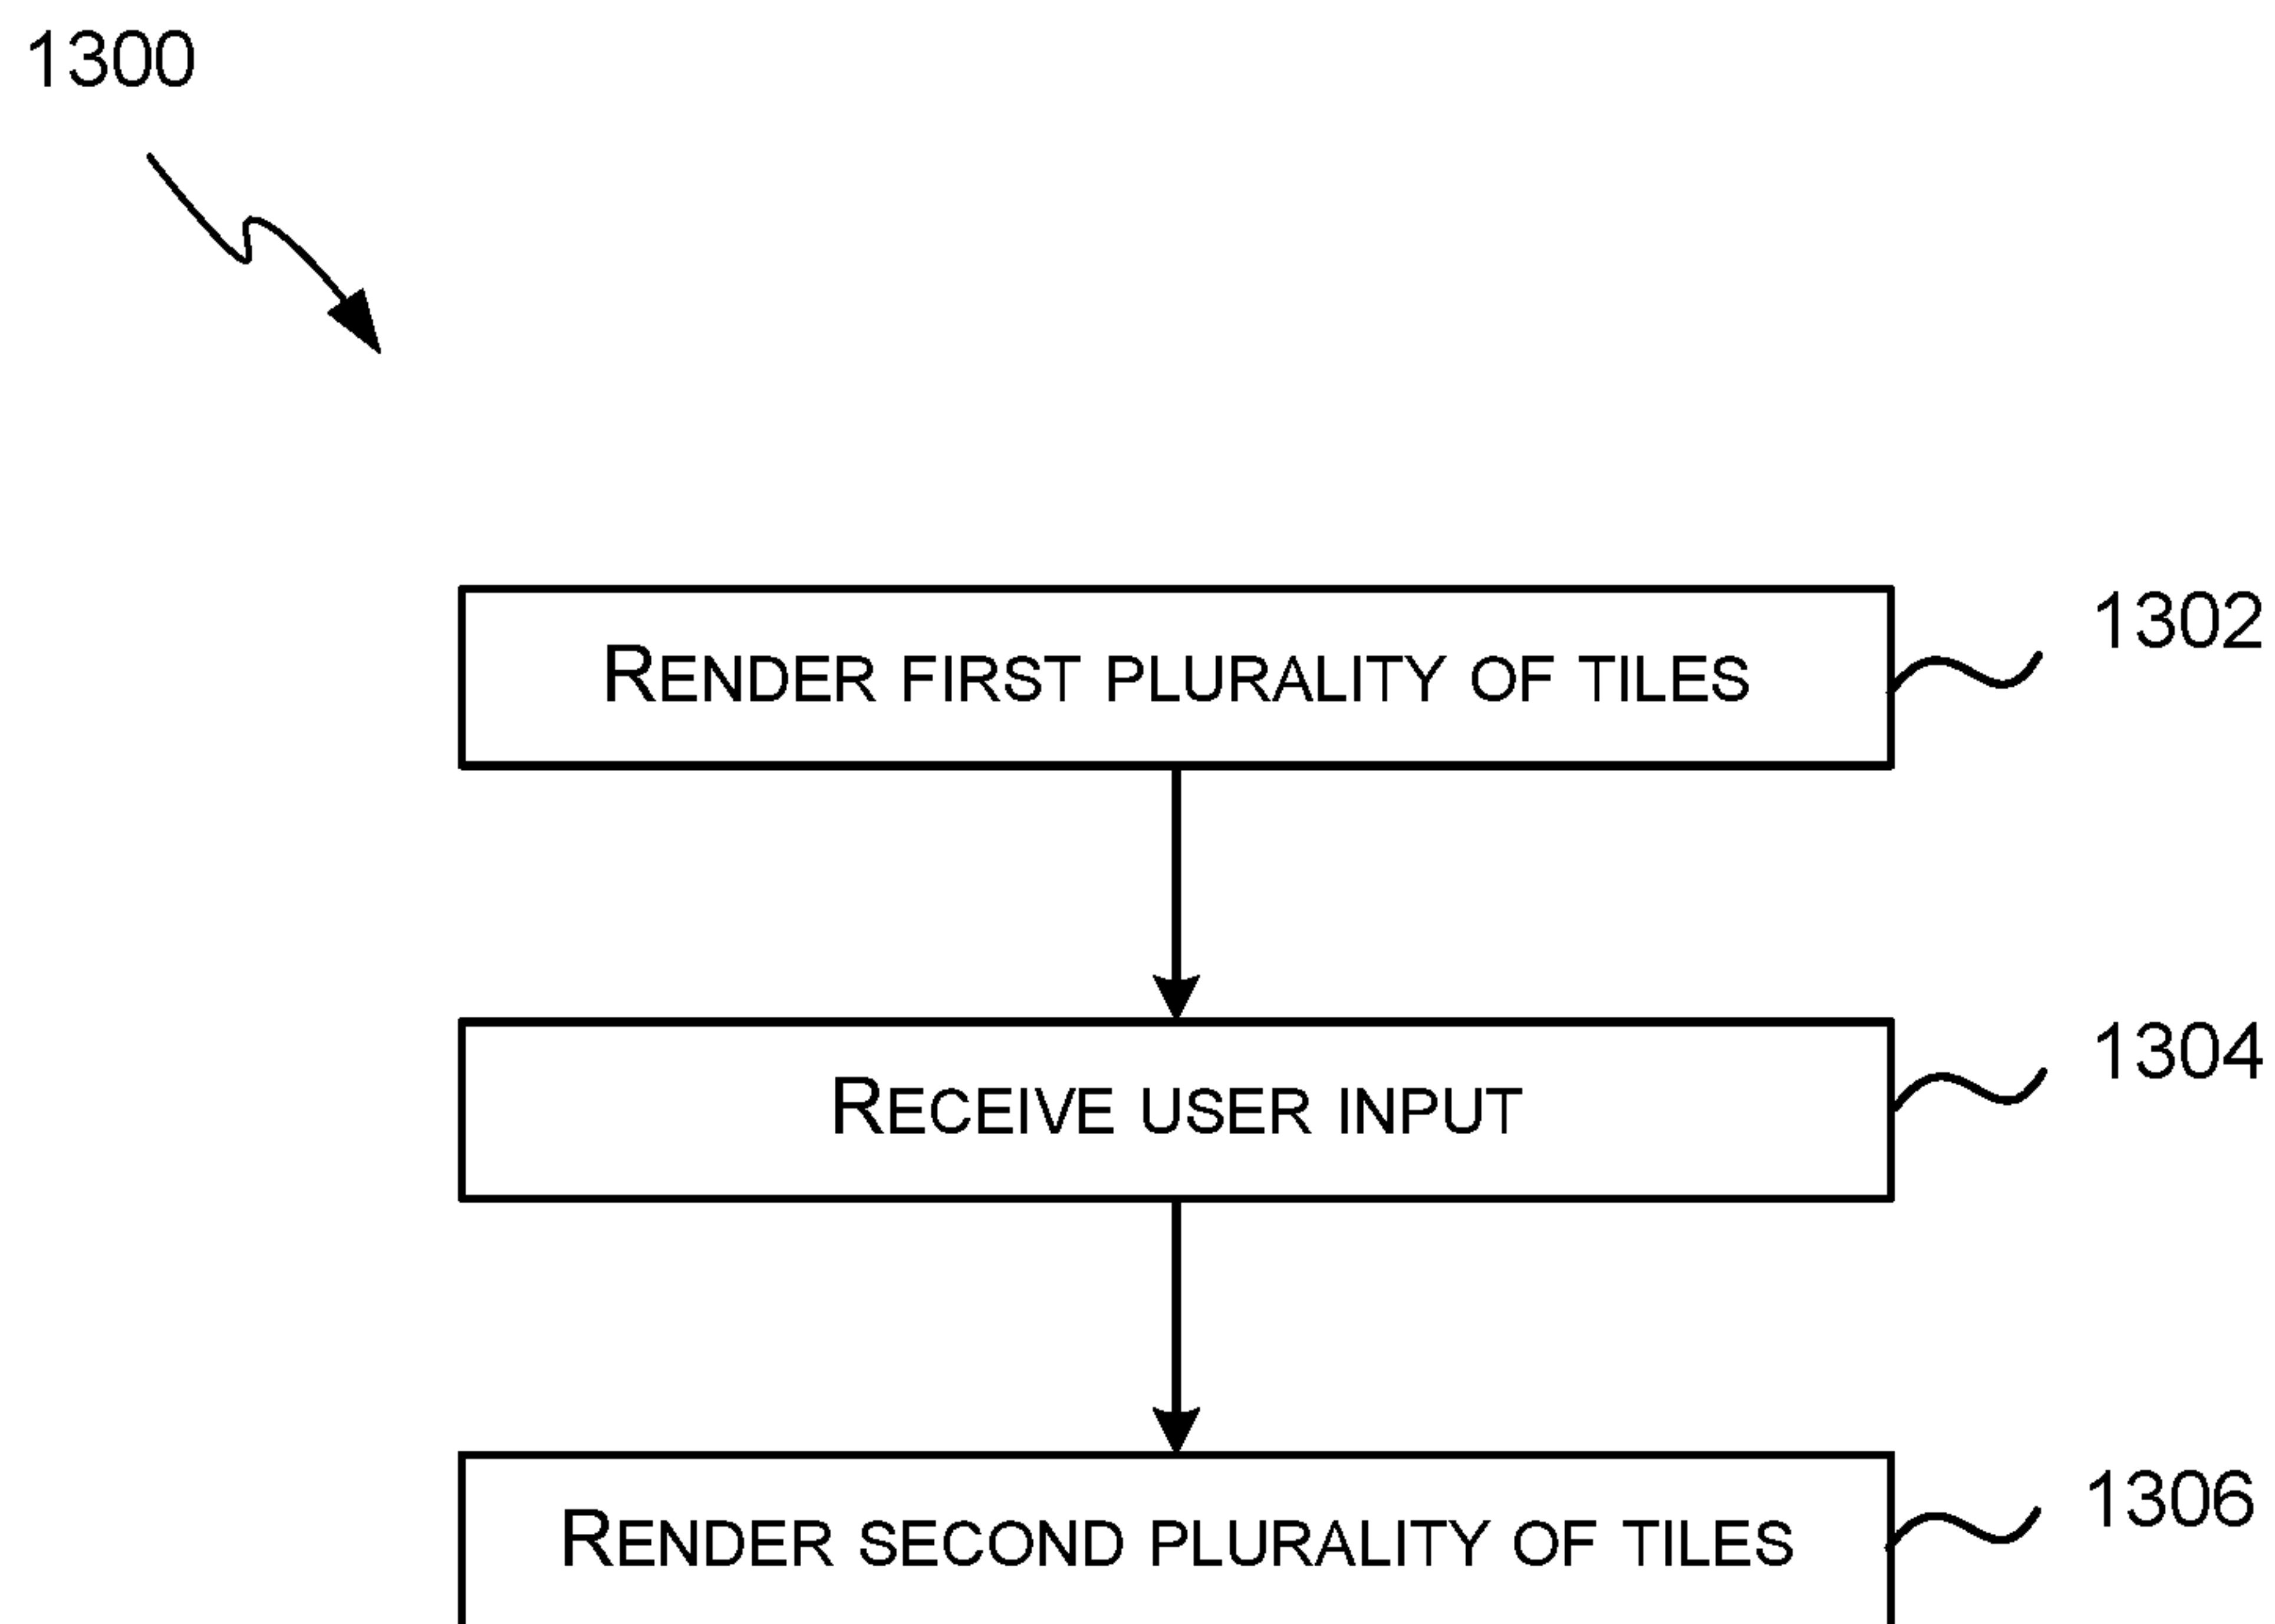 1300
RENDER FIRST PLURALITY OF TILES
1302
RECEIVE USER INPUT
1304
RENDER SECOND PLURALITY OF TILES
1306